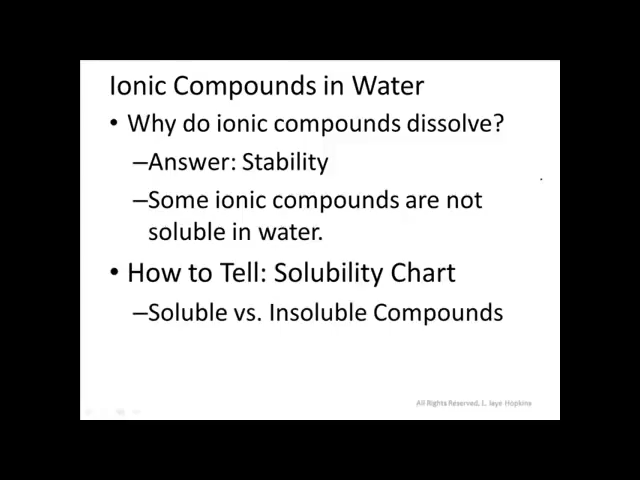 Ionic Compounds in Water
• Why do ionic compounds dissolve?
–Answer: Stability
–Some ionic compounds are not
soluble in water.
• How to Tell: Solubility Chart
–Soluble vs. Insoluble Compounds
All Rights Reserved, L. Jaye Hopkins